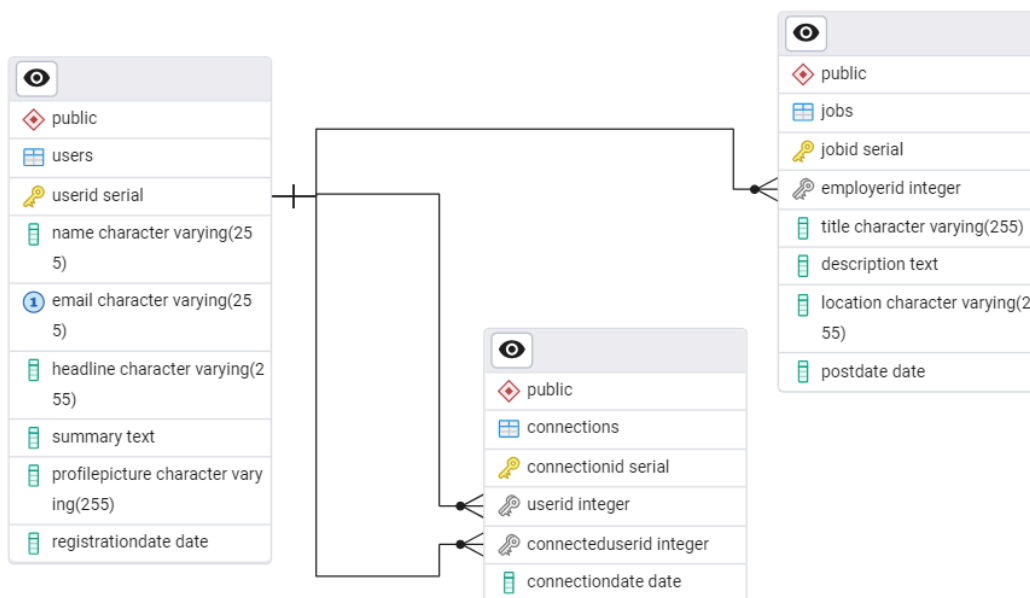 public
users
userid serial
name character varying(25
5)
1
email character varying(25
5)
headline character varying(2
55)
summary text
profilepicture character vary
ing(255)
registrationdate date
public
connections
connectionid serial
userid integer
connecteduserid integer
connectiondate date
public
jobs
jobid serial
employerid integer
title character varying(255)
description text
location character varying(2
55)
postdate date